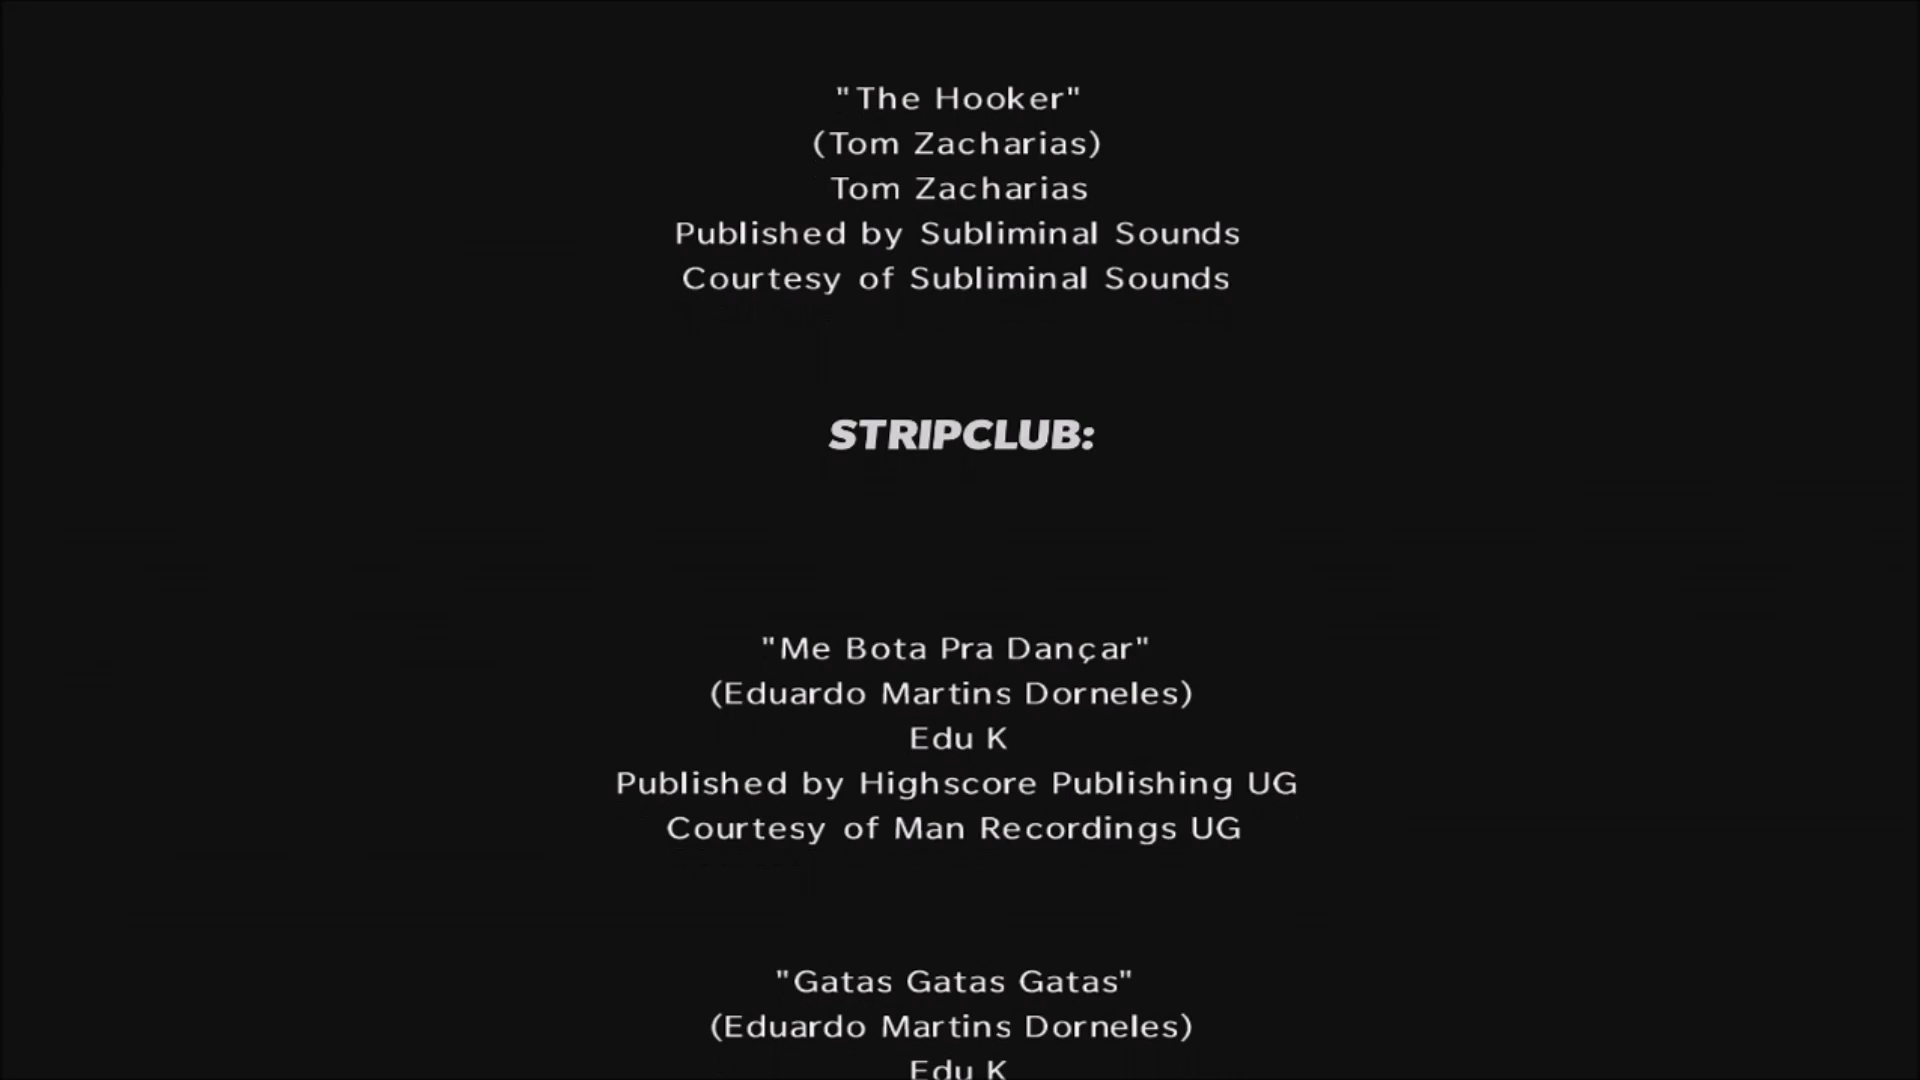 "The Hooker"
(Tom Zacharias)
Tom Zacharias
Published by Subliminal Sounds
Courtesy of Subliminal Sounds
STRIPCLUB:
"Me Bota Pra Dançar"
(Eduardo Martins Dorneles)
Edu K
Published by Highscore Publishing UG
Courtesy of Man Recordings UG
"Gatas Gatas Gatas"
(Eduardo Martins Dorneles)
Edu K